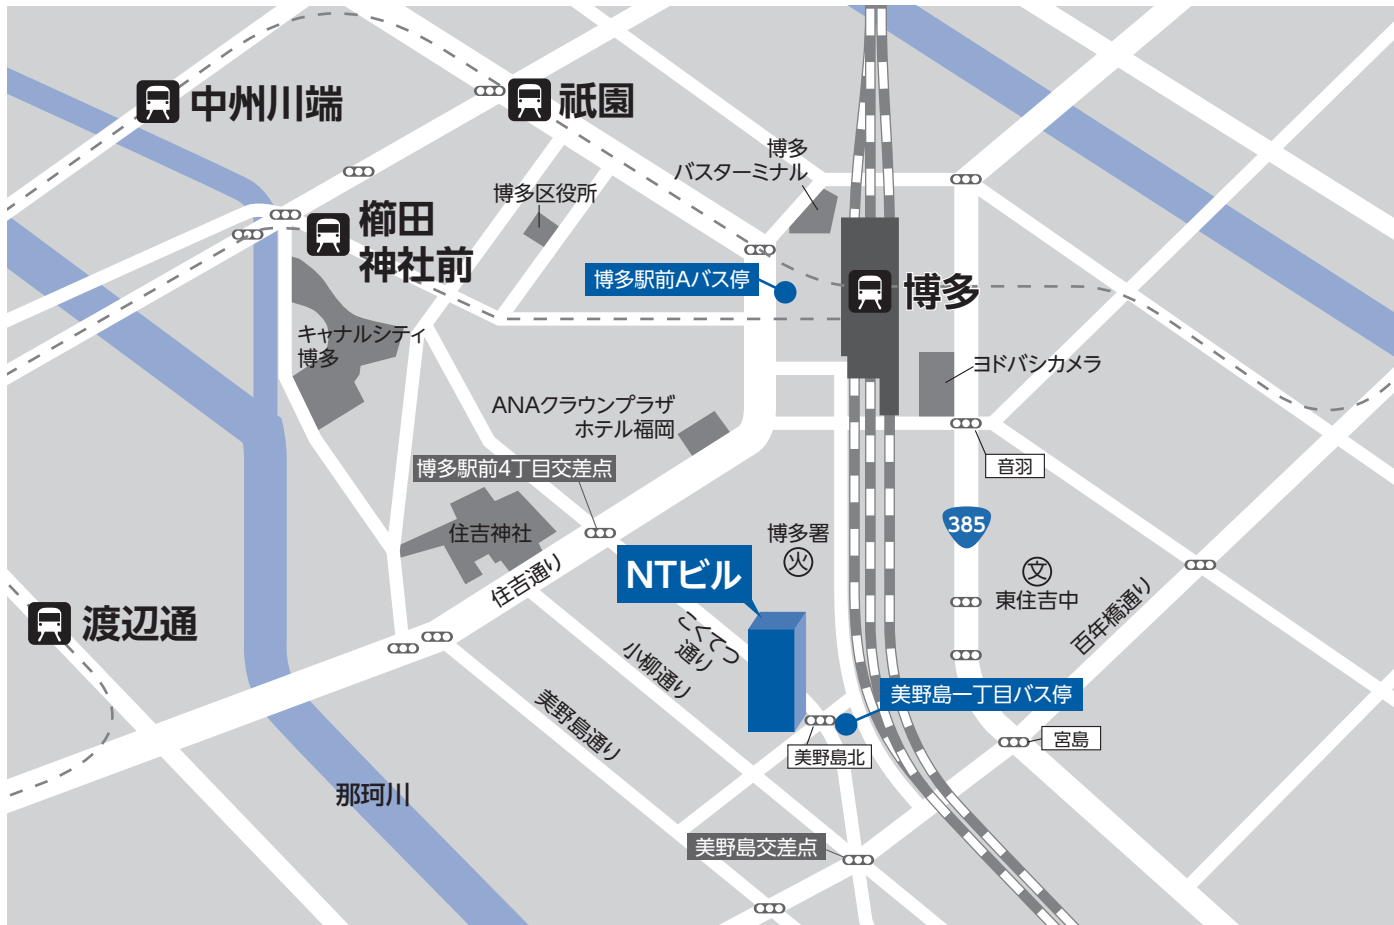 中州川端
祇園
博多
バスターミナル
博多区役所
櫛田
神社前
博多駅前Aバス停
博多
キャナルシティ
博多
ヨドバシカメラ
ANAクラウンプラザ
ホテル福岡
博多駅前4丁目交差点
音羽
住吉神社
博多署
火
385
NTビル
住吉通り
文
東住吉中
百年橋通り
渡辺通
こくてつ
通り
小柳通り
美野島通り
美野島一丁目バス停
宮島
美野島北
那珂川
美野島交差点